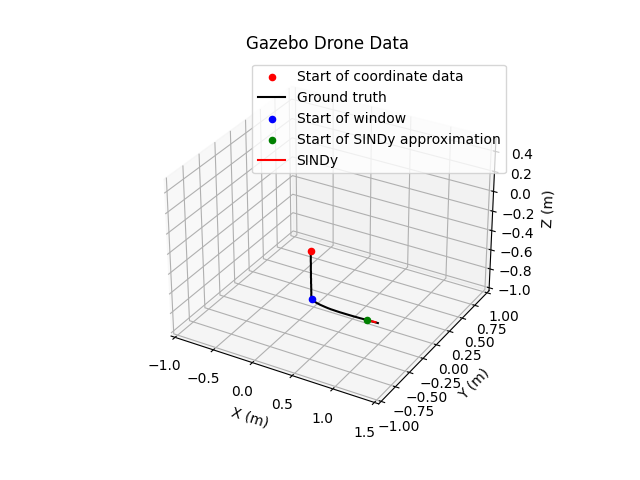 Gazebo Drone Data
Start of coordinate data
Ground truth
Start of window
Start of SINDy approximation
SINDy
0.4
0.2
0.0
−0.2
−0.4
−0.6
−0.8
−1.0
Z (m)
1.00
0.75
0.50
0.25
0.00
−0.25
−0.50
−0.75
−1.00
Y (m)
−1.0
−0.5
0.0
0.5
1.0
1.5
X (m)